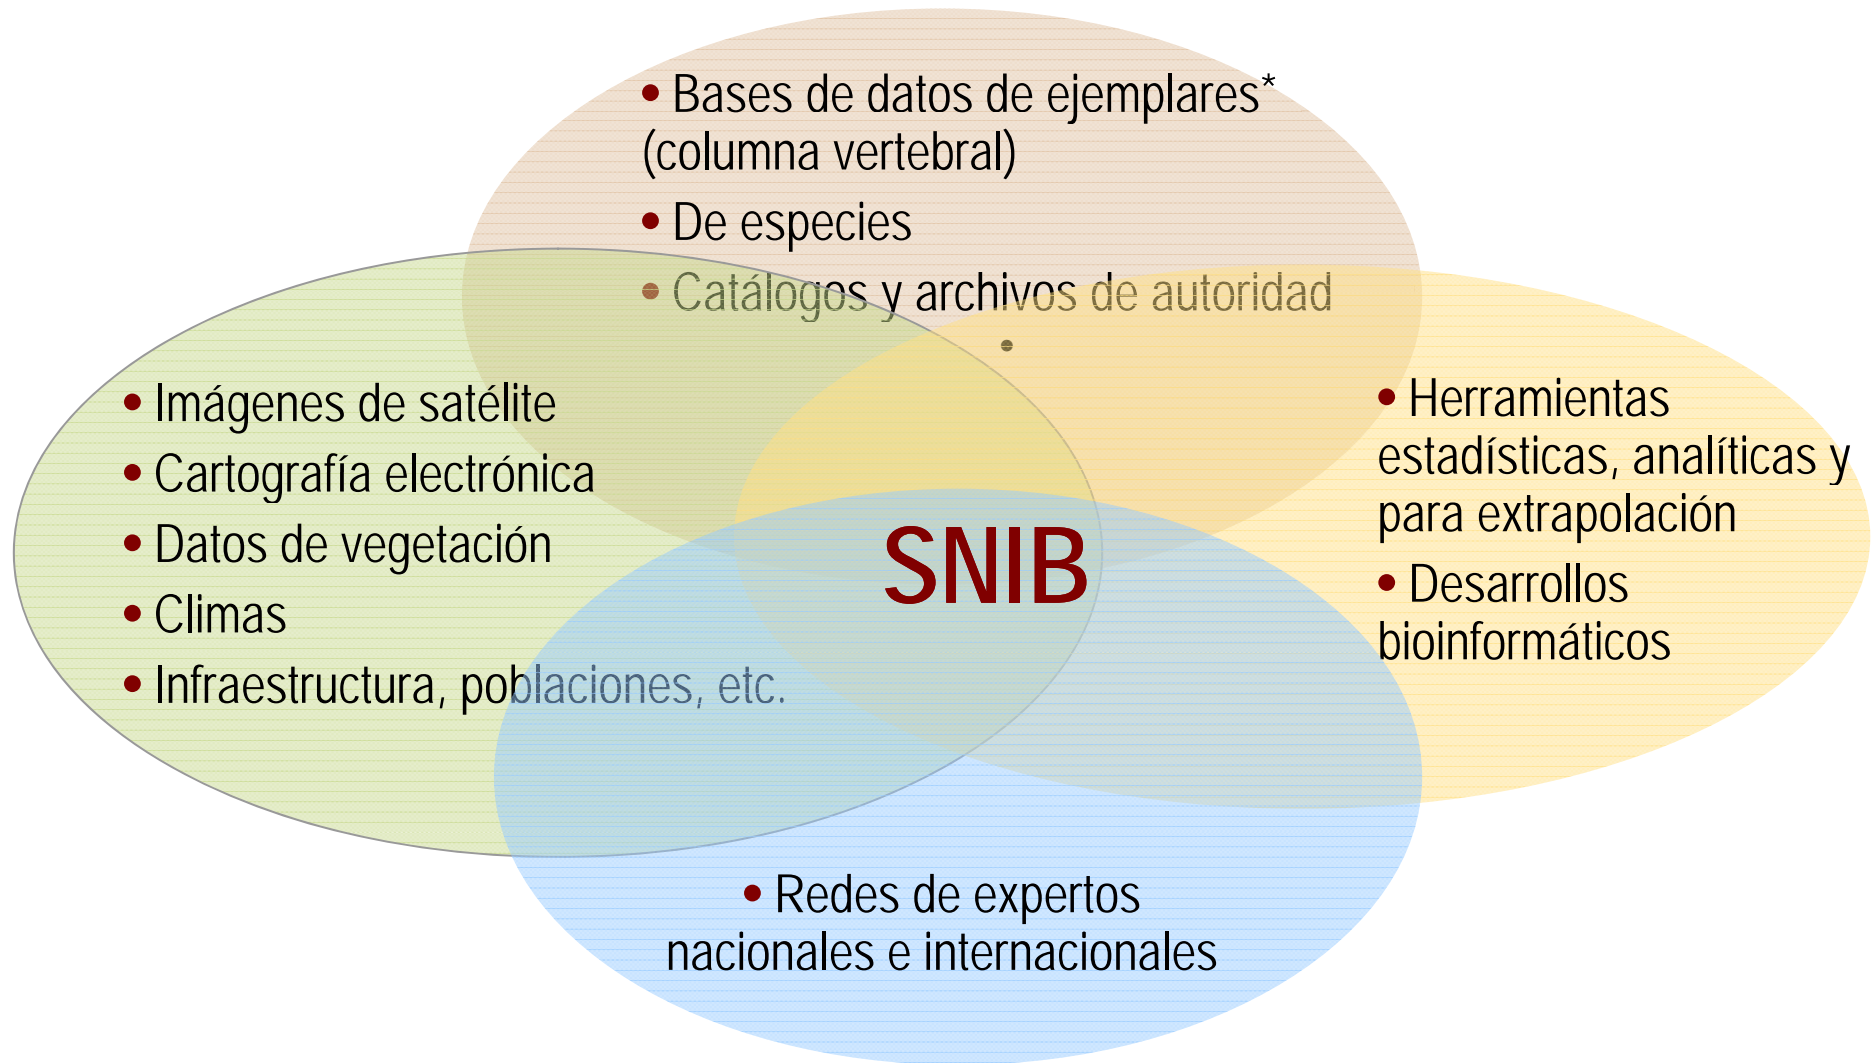 • Bases de datos de ejemplares*
(columna vertebral)
• De especies
• Catálogos y archivos de autoridad
•
• Imágenes de satélite
• Cartografía electrónica
• Datos de vegetación
• Climas
• Infraestructura, poblaciones, etc.
SNIB
• Herramientas
estadísticas, analíticas y
para extrapolación
• Desarrollos
bioinformáticos
• Redes de expertos
nacionales e internacionales